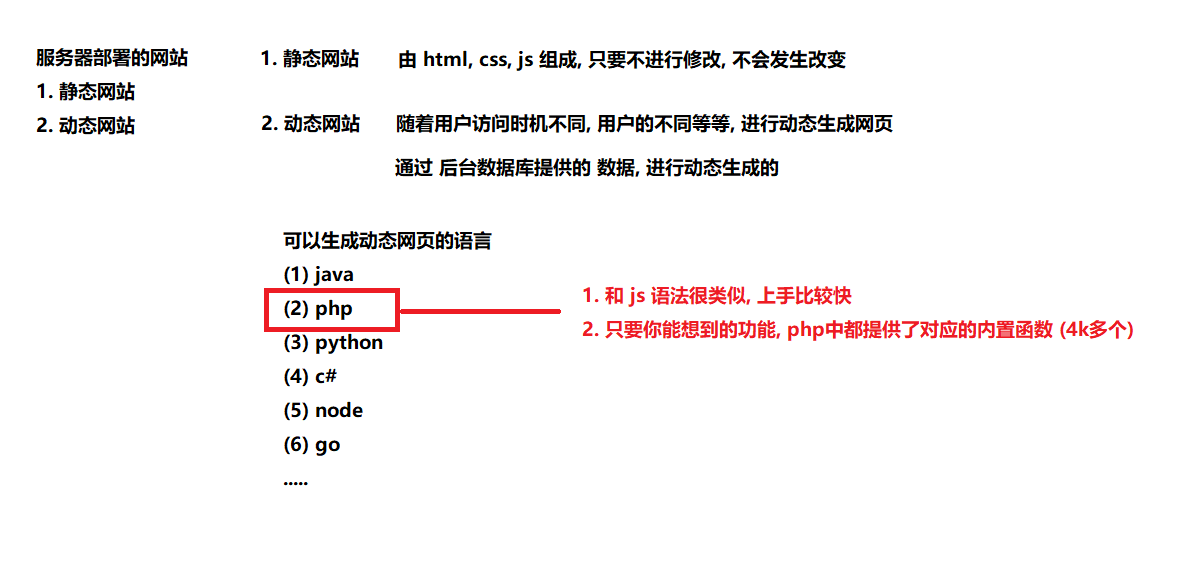 服务器部署的网站
1. 静态网站
2. 动态网站
1. 静态网站 由 html, css, js 组成, 只要不进行修改, 不会发生改变
2. 动态网站 随着用户访问时机不同, 用户的不同等等, 进行动态生成网页
通过 后台数据库提供的 数据, 进行动态生成的
可以生成动态网页的语言
(1) java
(2) php
(3) python
(4) c#
(5) node
(6) go
.....
1. 和 js 语法很类似, 上手比较快
2. 只要你能想到的功能, php中都提供了对应的内置函数 (4k多个)